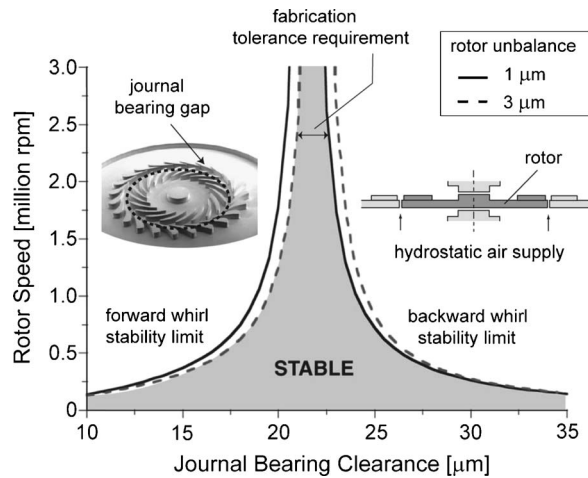 fabrication
tolerance requirement
rotor unbalance
1 μm
3 μm
3.0
2.5
2.0
1.5
1.0
0.5
0
Rotor Speed [million rpm]
journal
bearing gap
rotor
hydrostatic air supply
forward whirl
stability limit
backward whirl
stability limit
STABLE
10
15
20
25
30
35
Journal Bearing Clearance [μm]